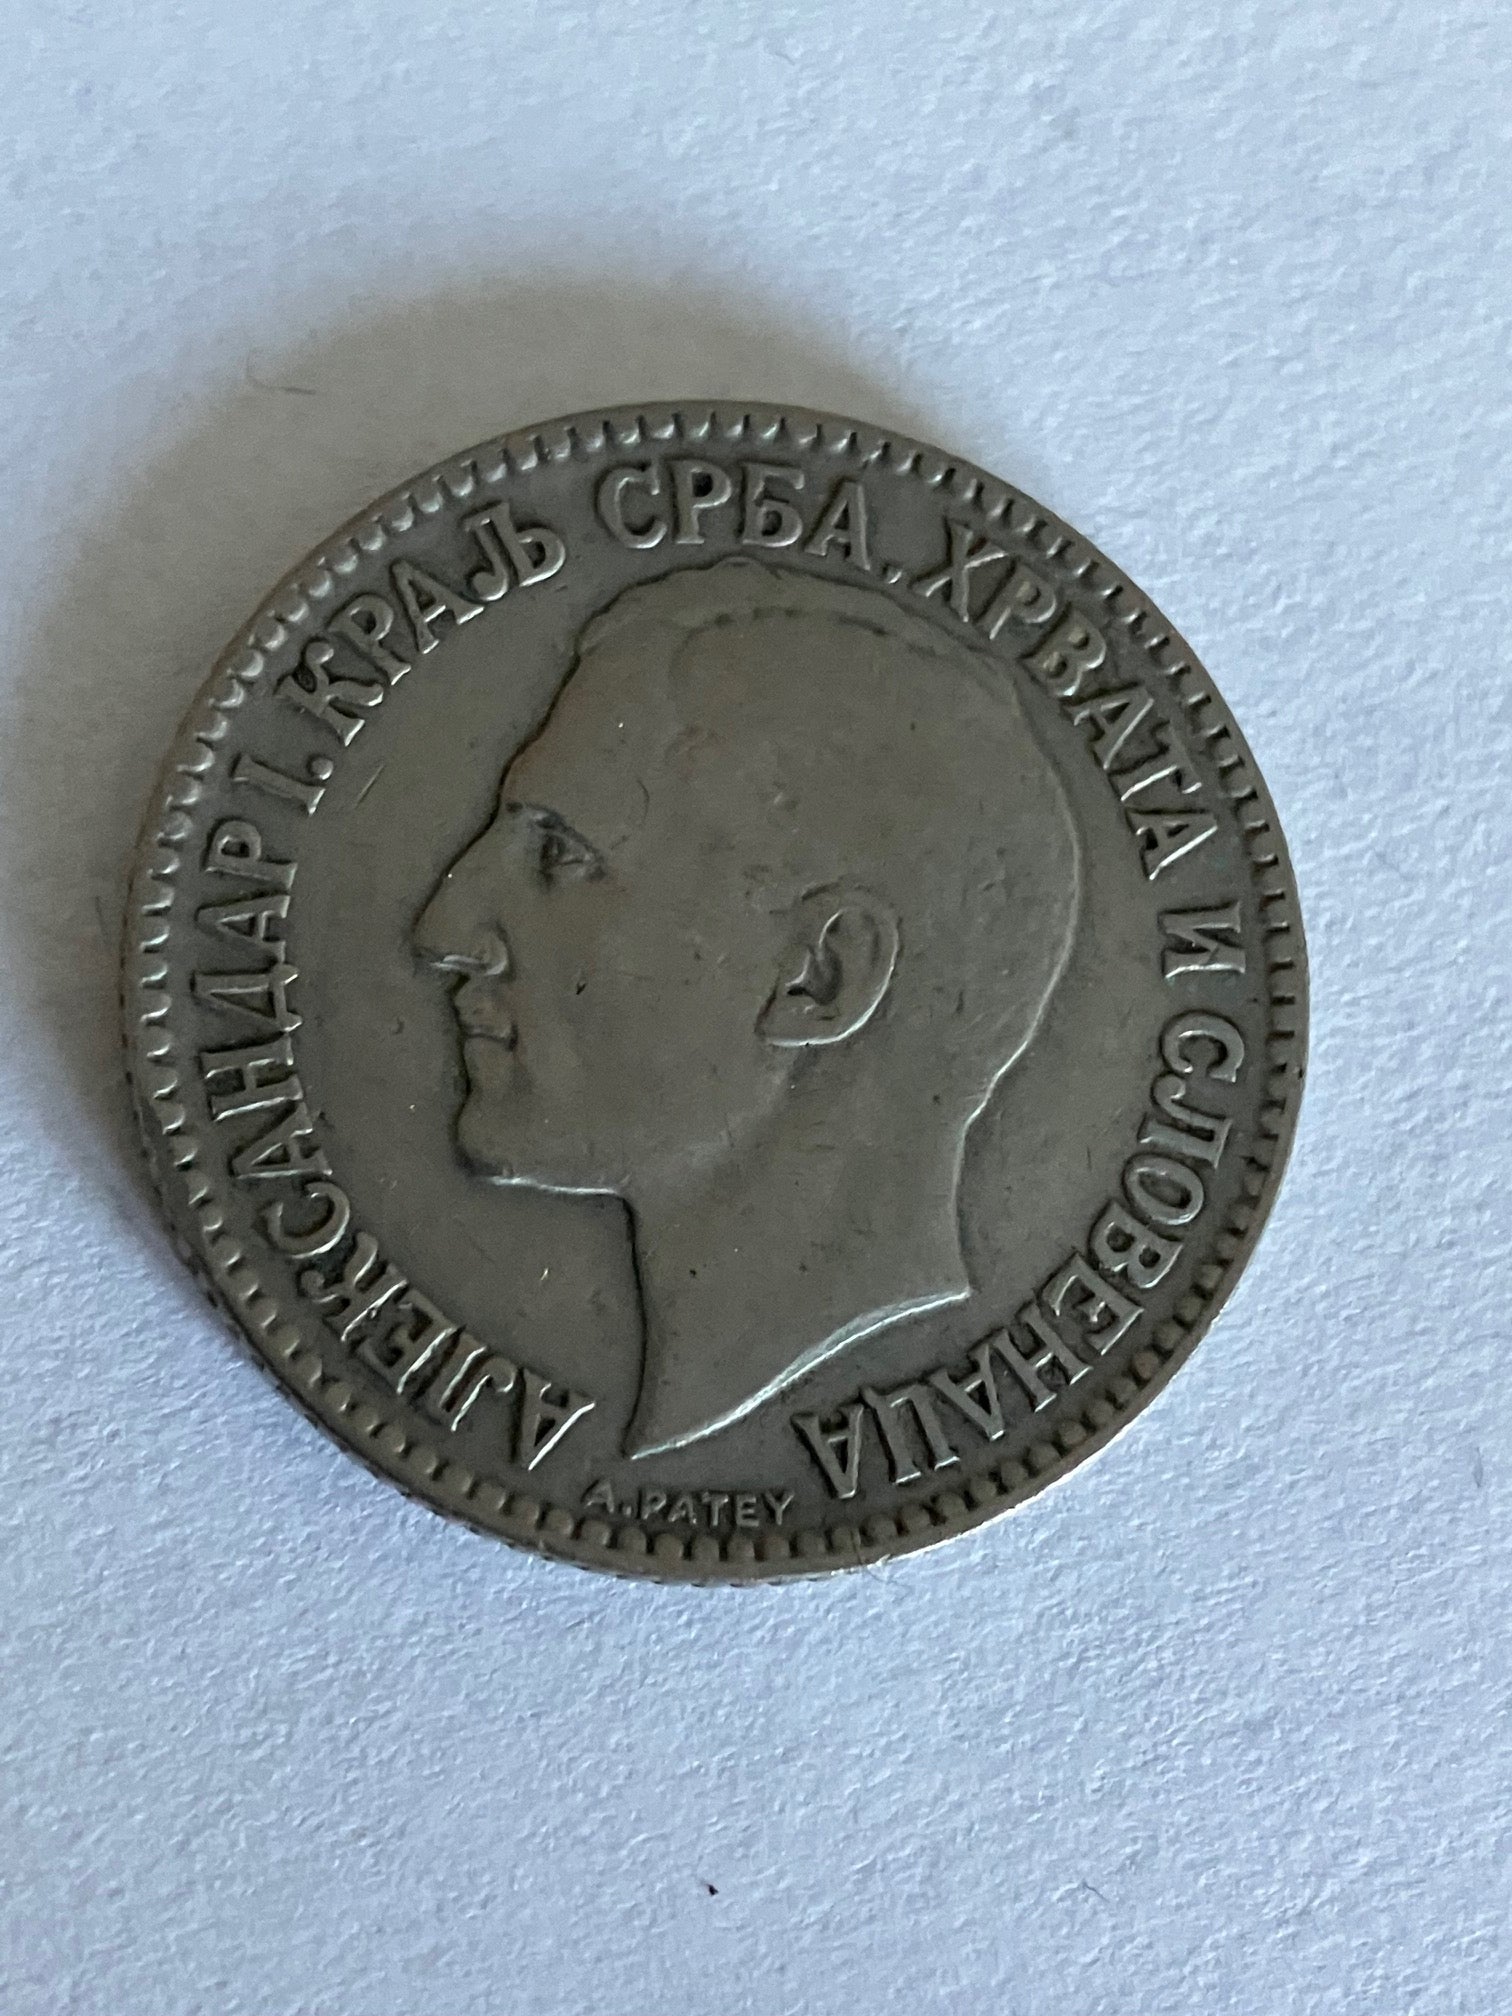 АЛЕКСАНДАР I. КРАЉ СРБА, ХРВАТА И СЛОВЕНАЦА
A. PATEY